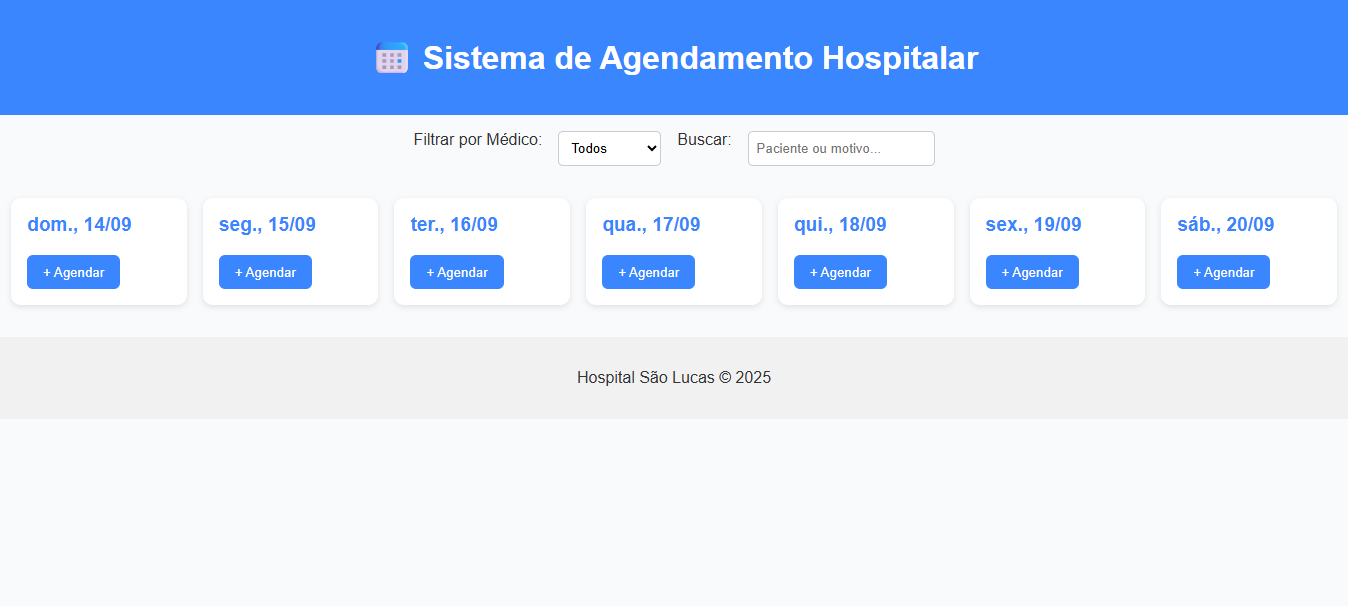 Sistema de Agendamento Hospitalar
Filtrar por Médico: Todos Buscar: Paciente ou motivo...
dom., 14/09 seg., 15/09 ter., 16/09 qua., 17/09 qui., 18/09 sex., 19/09 sáb., 20/09
+ Agendar + Agendar + Agendar + Agendar + Agendar + Agendar + Agendar
Hospital São Lucas © 2025